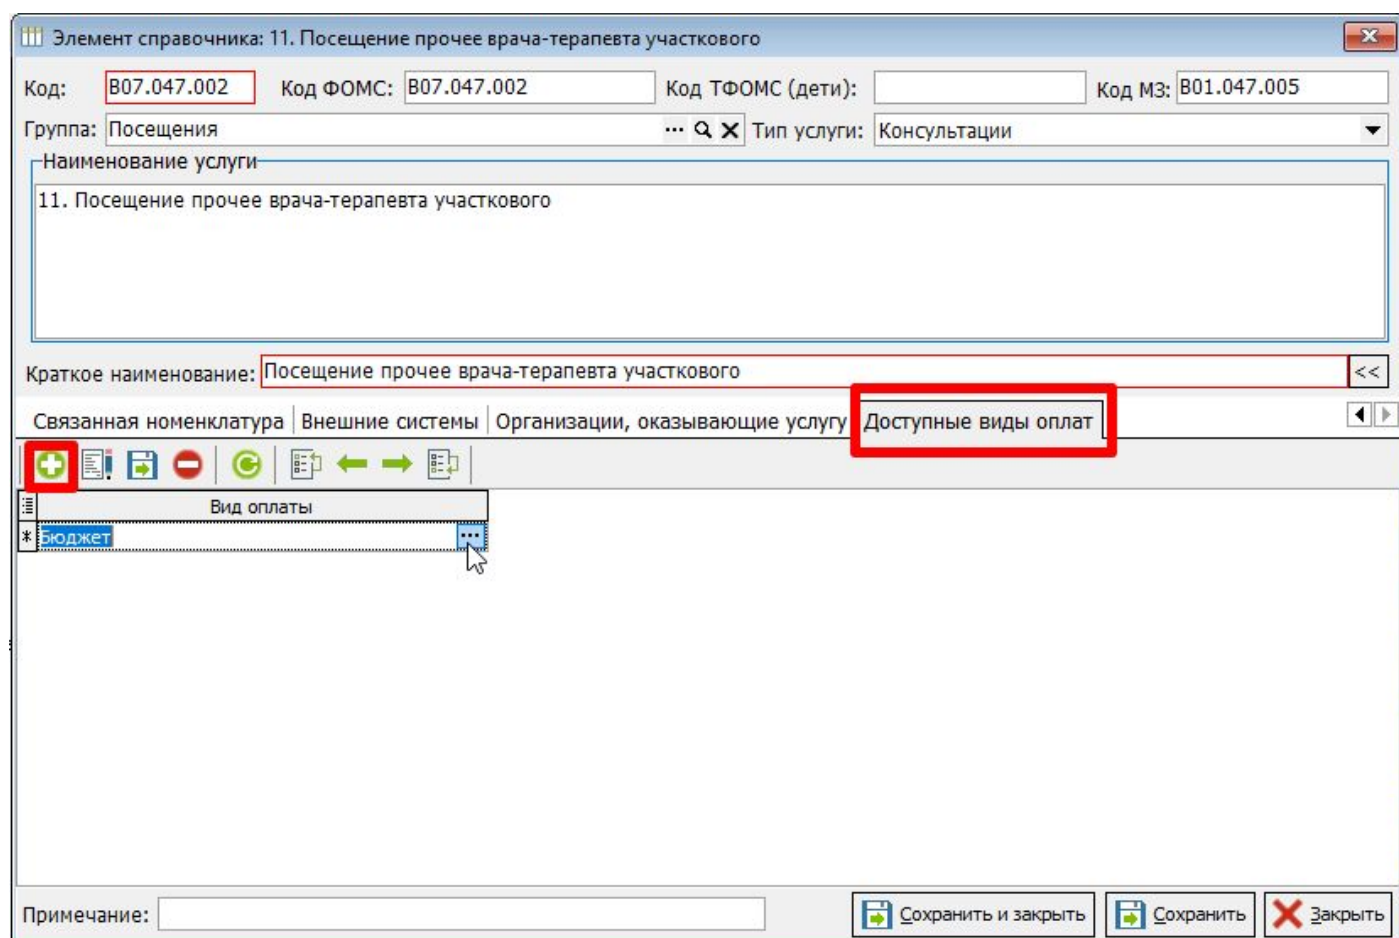 Элемент справочника: 11. Посещение прочее врача-терапевта участкового
Код: B07.047.002 Код ФОМС: B07.047.002 Код ТФОМС (дети): Код МЗ: B01.047.005
Группа: Посещения Тип услуги: Консультации
Наименование услуги
11. Посещение прочее врача-терапевта участкового
Краткое наименование: Посещение прочее врача-терапевта участкового <<
Связанная номенклатура Внешние системы Организации, оказывающие услугу Доступные виды оплат
Вид оплаты
* Бюджет ...
Примечание: Сохранить и закрыть Сохранить Закрыть